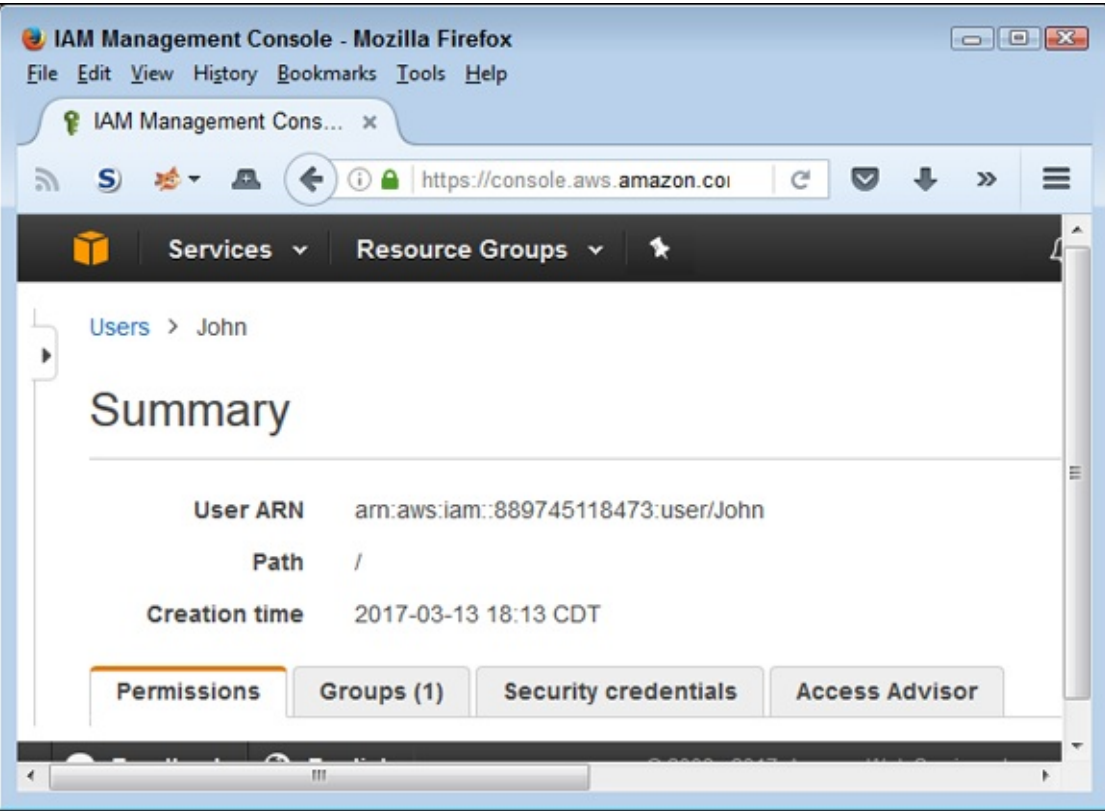 IAM Management Console - Mozilla Firefox
File Edit View History Bookmarks Tools Help
IAM Management Cons... ×
S https://console.aws.amazon.co
Services Resource Groups
Users > John
Summary
User ARN arn:aws:iam::889745118473:user/John
Path /
Creation time 2017-03-13 18:13 CDT
Permissions Groups (1) Security credentials Access Advisor